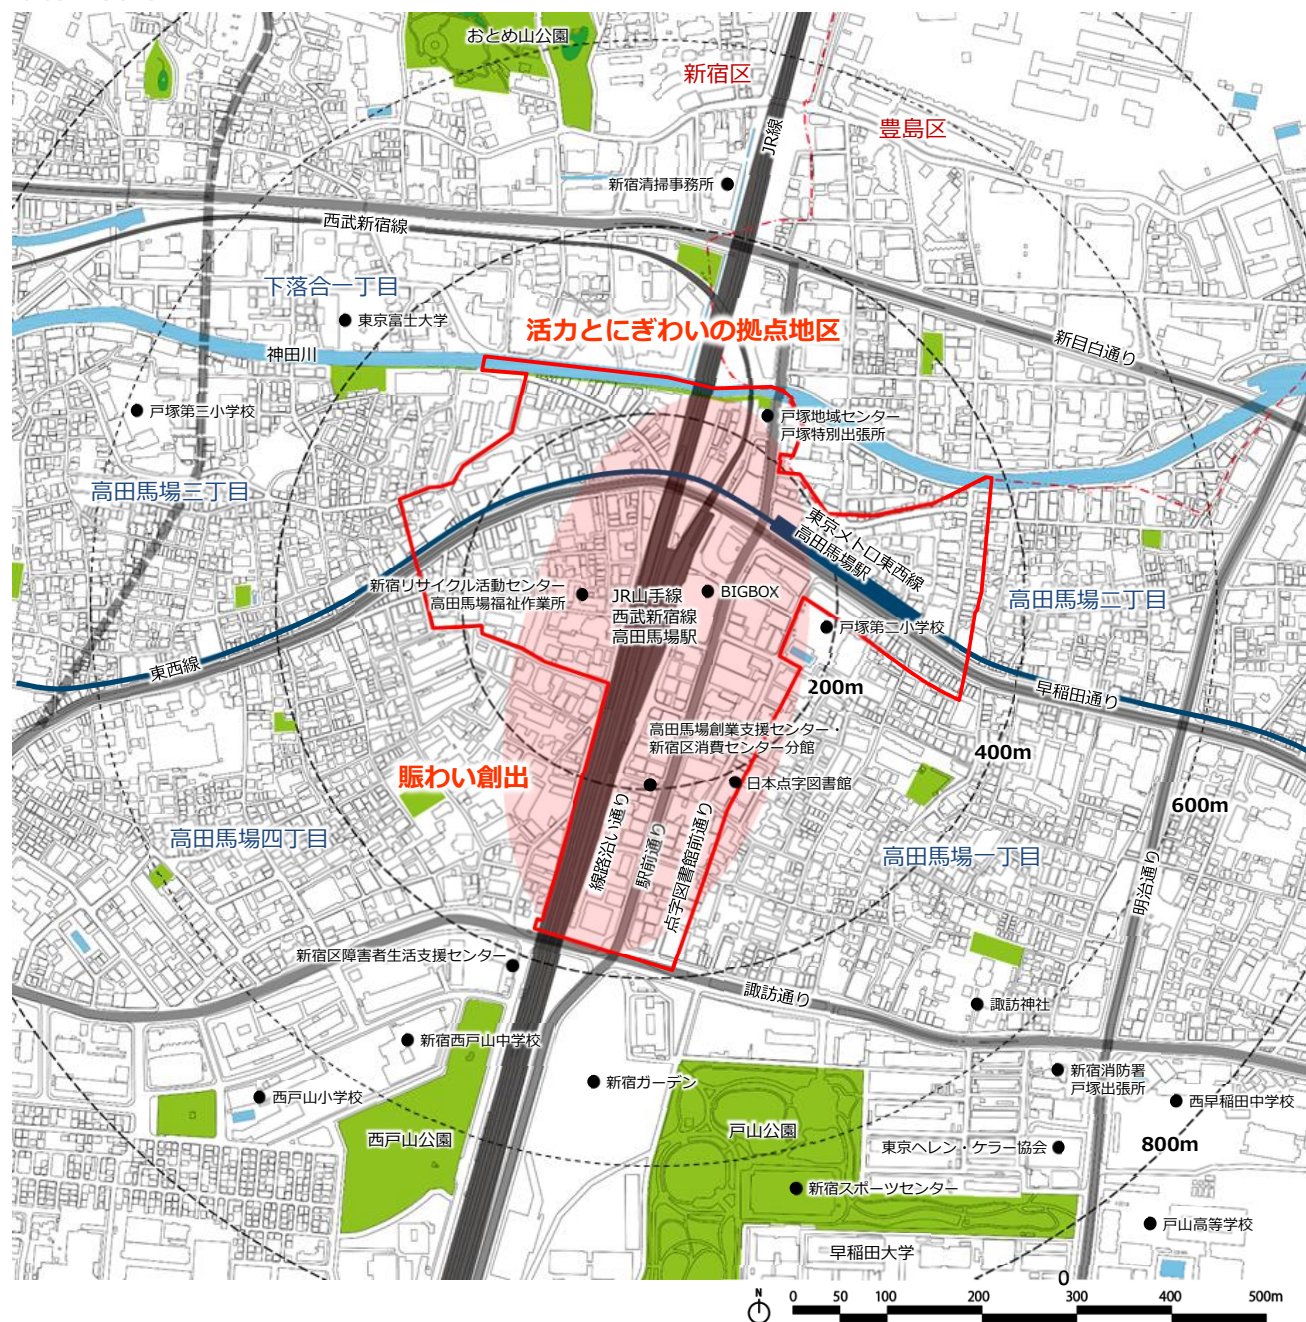 おとめ山公園
新宿区
JR線
豊島区
新宿清掃事務所
西武新宿線
下落合一丁目
東京富士大学
活力とにぎわいの拠点地区
新目白通り
神田川
戸塚第三小学校
戸塚地域センター
戸塚特別出張所
高田馬場三丁目
東京メトロ東西線
高田馬場駅
新宿リサイクル活動センター
高田馬場福祉作業所
JR山手線
西武新宿線
高田馬場駅
BIGBOX
高田馬場二丁目
戸塚第二小学校
東西線
200m
早稲田通り
高田馬場創業支援センター・
新宿区消費センター分館
400m
賑わい創出
日本点字図書館
600m
高田馬場四丁目
線路沿い通り
駅前通り
点字図書館前通り
高田馬場一丁目
明治通り
新宿区障害者生活支援センター
諏訪通り
諏訪神社
新宿西戸山中学校
新宿ガーデン
新宿消防署
戸塚出張所
西戸山小学校
西早稲田中学校
西戸山公園
戸山公園
東京ヘレン・ケラー協会
800m
新宿スポーツセンター
戸山高等学校
早稲田大学
0
N
0 50 100 200 300 400 500m